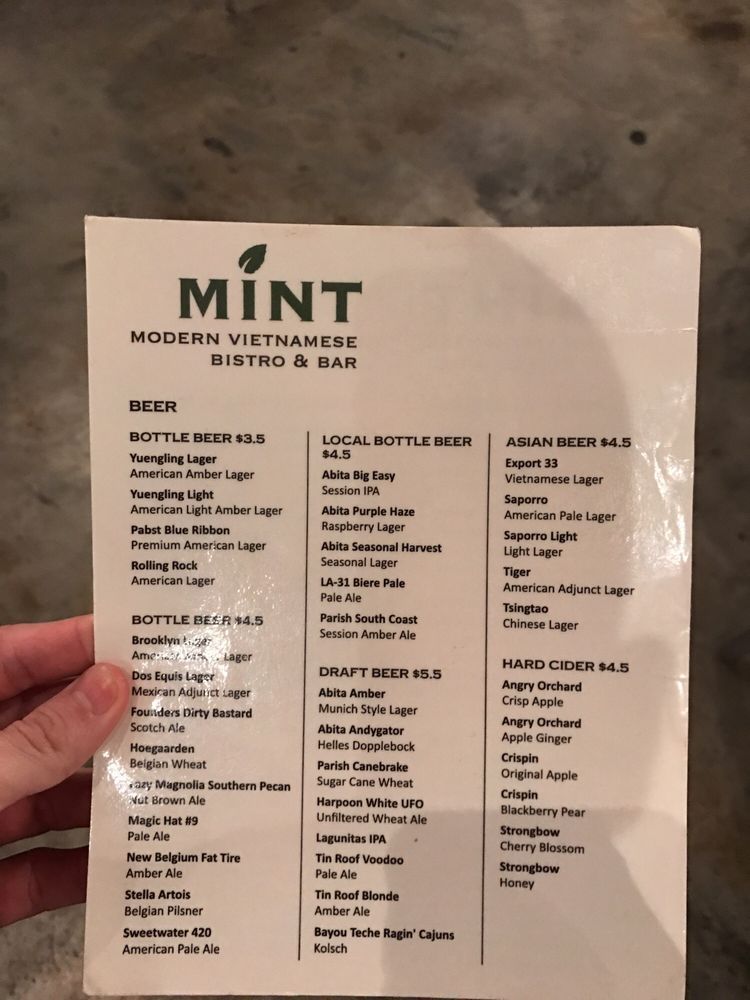 MINT
MODERN VIETNAMESE
BISTRO & BAR
BEER
BOTTLE BEER $3.5
Yuengling Lager
American Amber Lager
Yuengling Light
American Light Amber Lager
Pabst Blue Ribbon
Premium American Lager
Rolling Rock
American Lager
BOTTLE BEER $4.5
Brooklyn Lager
Lager
Dos Equis Lager
Mexican Adjunct Lager
Founders Dirty Bastard
Scotch Ale
Hoegaarden
Belgian Wheat
Lazy Magnolia Southern Pecan
Nut Brown Ale
Magic Hat #9
Pale Ale
New Belgium Fat Tire
Amber Ale
Stella Artois
Belgian Pilsner
Sweetwater 420
American Pale Ale
LOCAL BOTTLE BEER
$4.5
Abita Big Easy
Session IPA
Abita Purple Haze
Raspberry Lager
Abita Seasonal Harvest
Seasonal Lager
LA-31 Biere Pale
Pale Ale
Parish South Coast
Session Amber Ale
DRAFT BEER $5.5
Abita Amber
Munich Style Lager
Abita Andygator
Helles Dopplebock
Parish Canebrake
Sugar Cane Wheat
Harpoon White UFO
Unfiltered Wheat Ale
Lagunitas IPA
Tin Roof Voodoo
Pale Ale
Tin Roof Blonde
Amber Ale
Bayou Teche Ragin' Cajuns
Kolsch
ASIAN BEER $4.5
Export 33
Vietnamese Lager
Saporro
American Pale Lager
Saporro Light
Light Lager
Tiger
American Adjunct Lager
Tsingtao
Chinese Lager
HARD CIDER $4.5
Angry Orchard
Crisp Apple
Angry Orchard
Apple Ginger
Crispin
Original Apple
Crispin
Blackberry Pear
Strongbow
Cherry Blossom
Strongbow
Honey